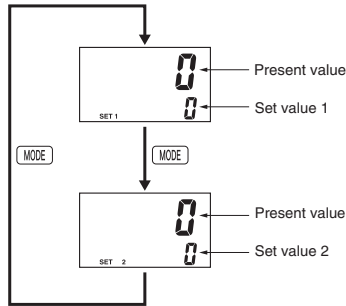 0
Present value
0
Set value 1
SET 1
MODE
MODE
0
Present value
0
Set value 2
SET 2